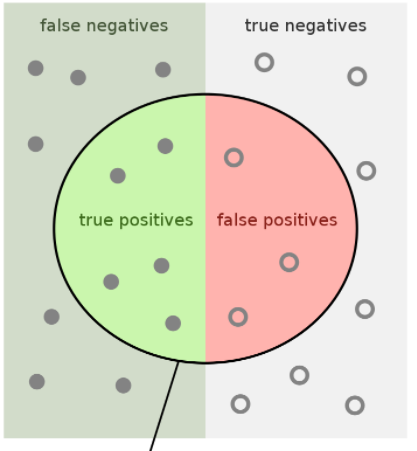 false negatives
true negatives
true positives
false positives